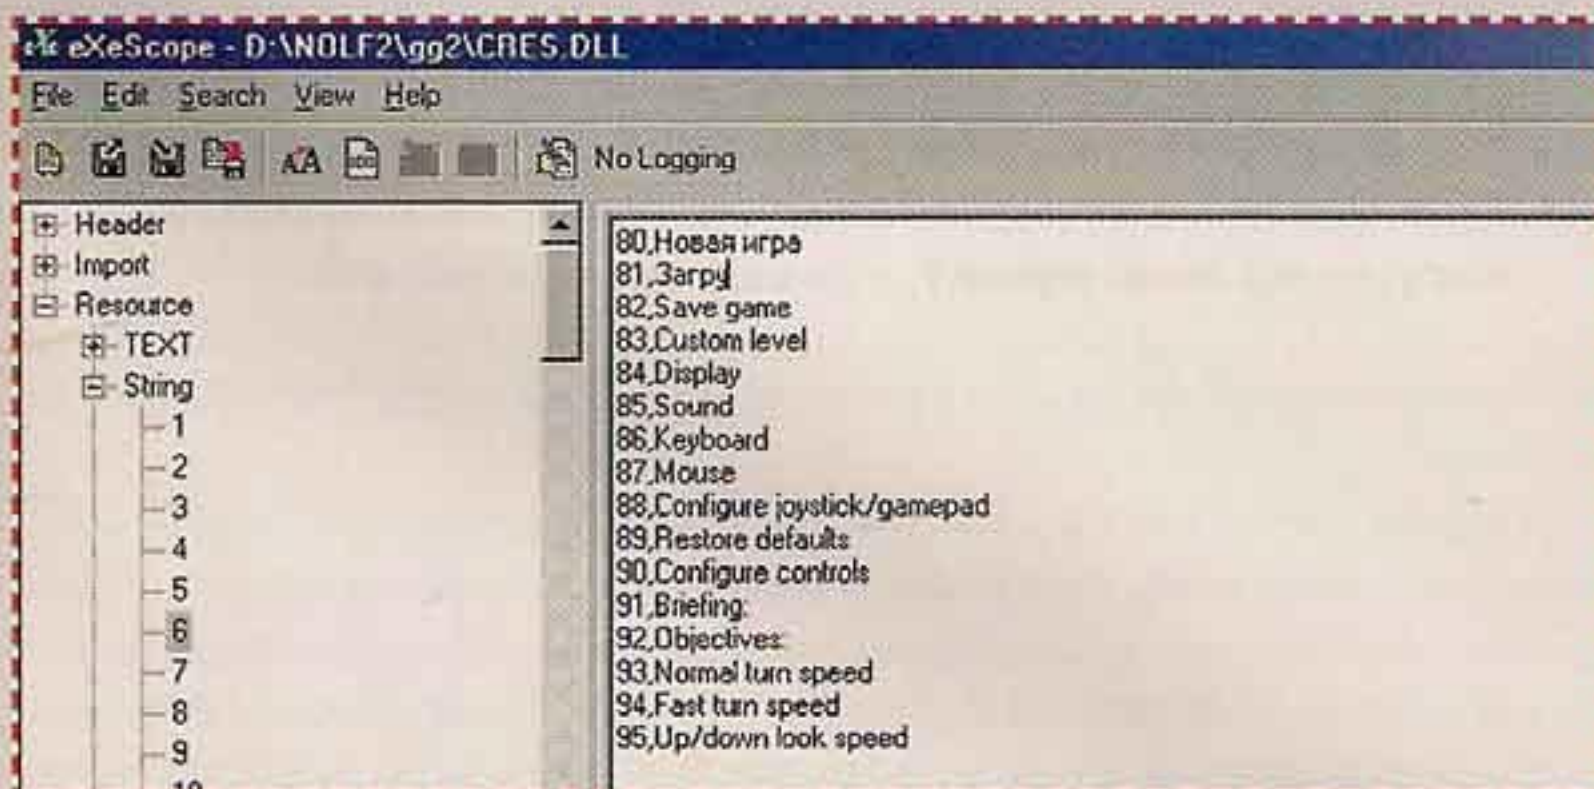 eXeScope - D:\NOLF2\gg2\CRES.DLL
File Edit Search View Help
No Logging
Header
Import
Resource
TEXT
String
1
2
3
4
5
6
7
8
9
10
80,Новая игра
81,Загру
82,Save game
83,Custom level
84,Display
85,Sound
86,Keyboard
87,Mouse
88,Configure joystick/gamepad
89,Restore defaults
90,Configure controls
91,Briefing:
92,Objectives:
93,Normal turn speed
94,Fast turn speed
95,Up/down look speed